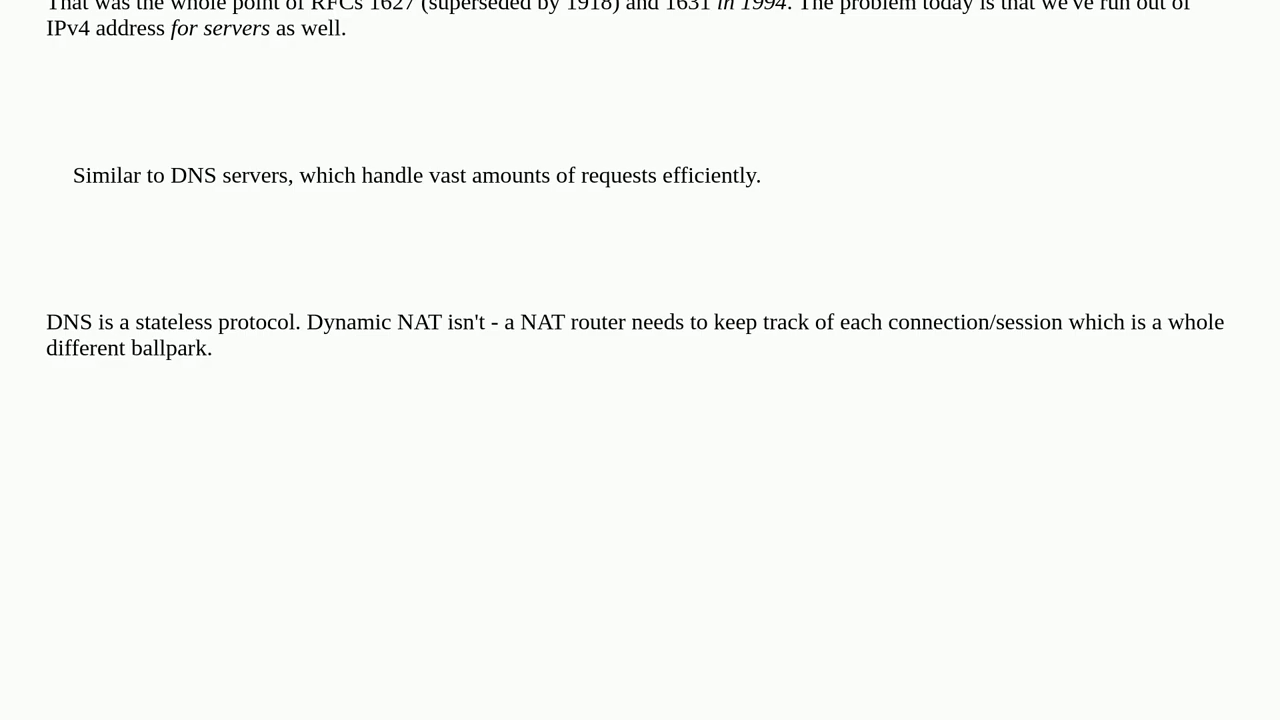 That was the whole point of RFCs 1627 (superseded by 1918) and 1631 in 1994. The problem today is that we've run out of
IPv4 address for servers as well.
Similar to DNS servers, which handle vast amounts of requests efficiently.
DNS is a stateless protocol. Dynamic NAT isn't - a NAT router needs to keep track of each connection/session which is a whole
different ballpark.